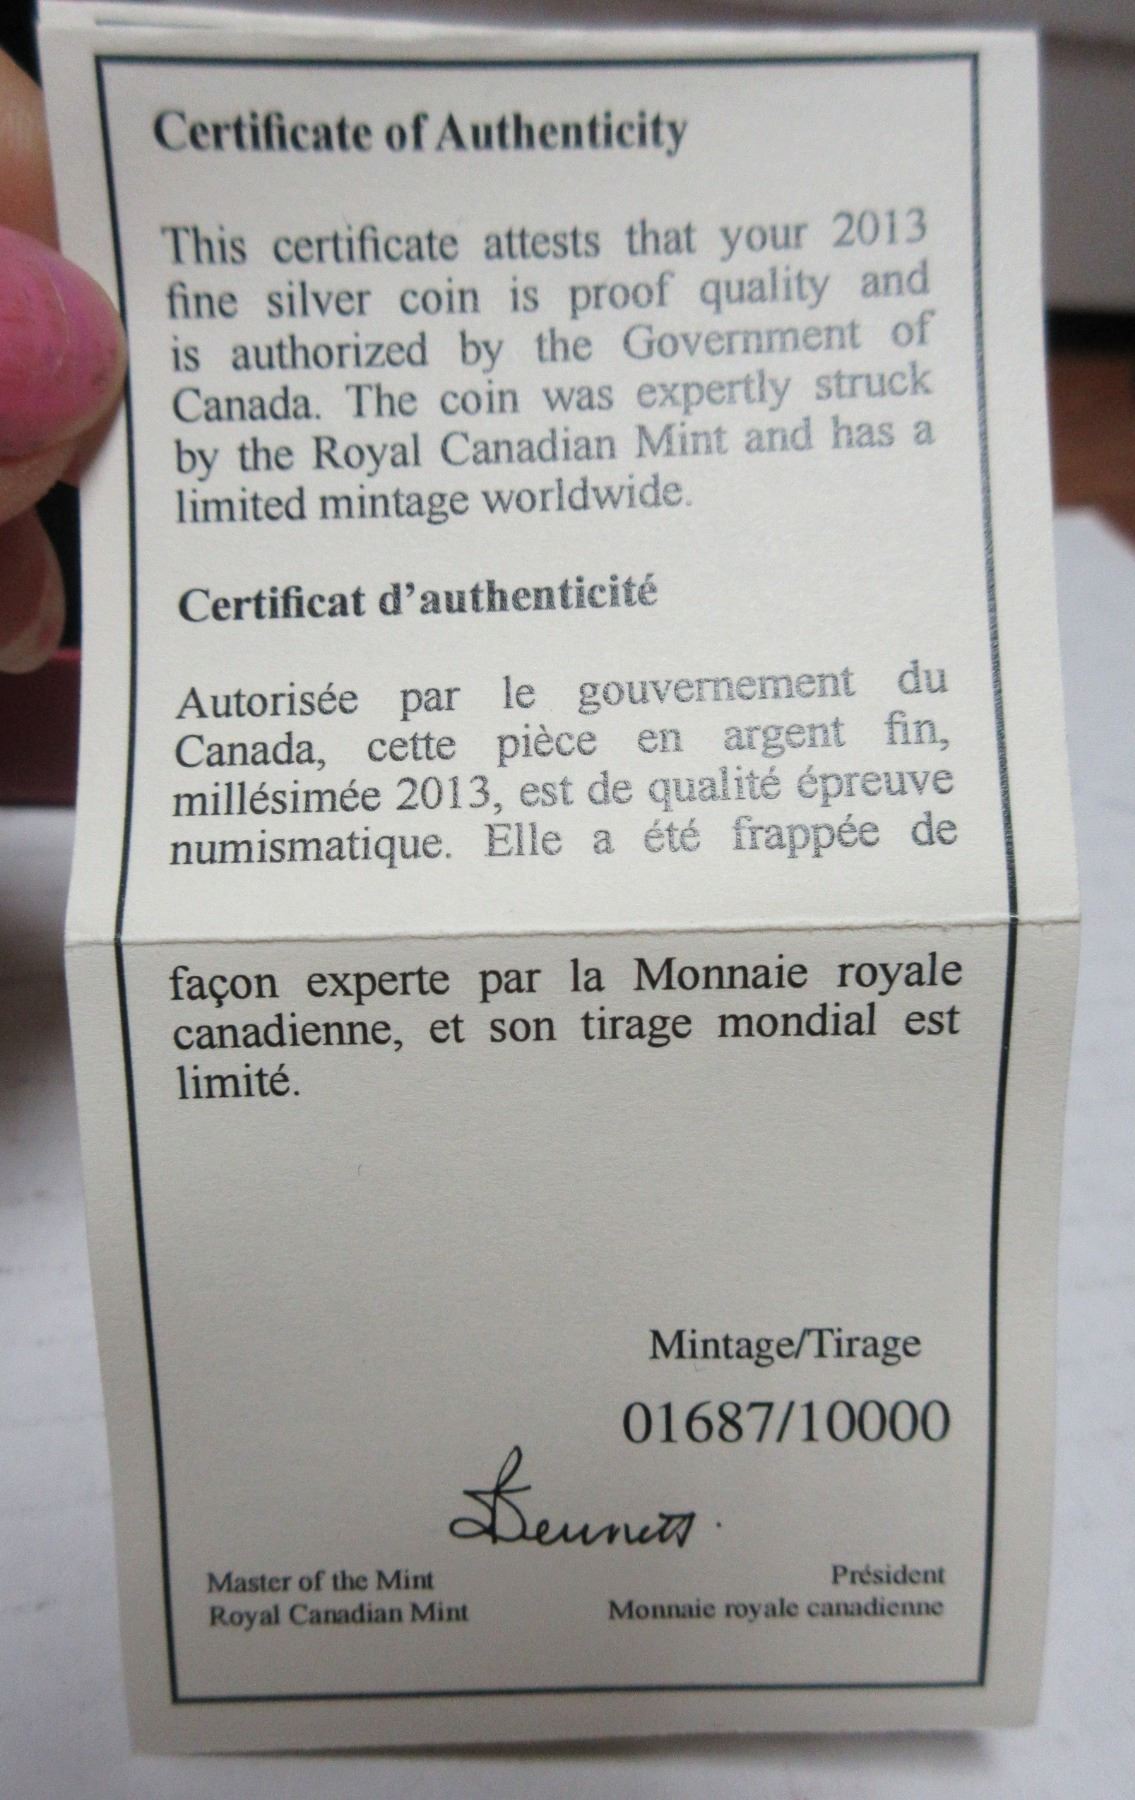 Certificate of Authenticity
This certificate attests that your 2013
fine silver coin is proof quality and
is authorized by the Government of
Canada. The coin was expertly struck
by the Royal Canadian Mint and has a
limited mintage worldwide.
Certificat d’authenticité
Autorisée par le gouvernement du
Canada, cette pièce en argent fin,
millésimée 2013, est de qualité épreuve
numismatique. Elle a été frappée de
façon experte par la Monnaie royale
canadienne, et son tirage mondial est
limité.
Mintage/Tirage
01687/10000
Bennett
Master of the Mint
Royal Canadian Mint
Président
Monnaie royale canadienne